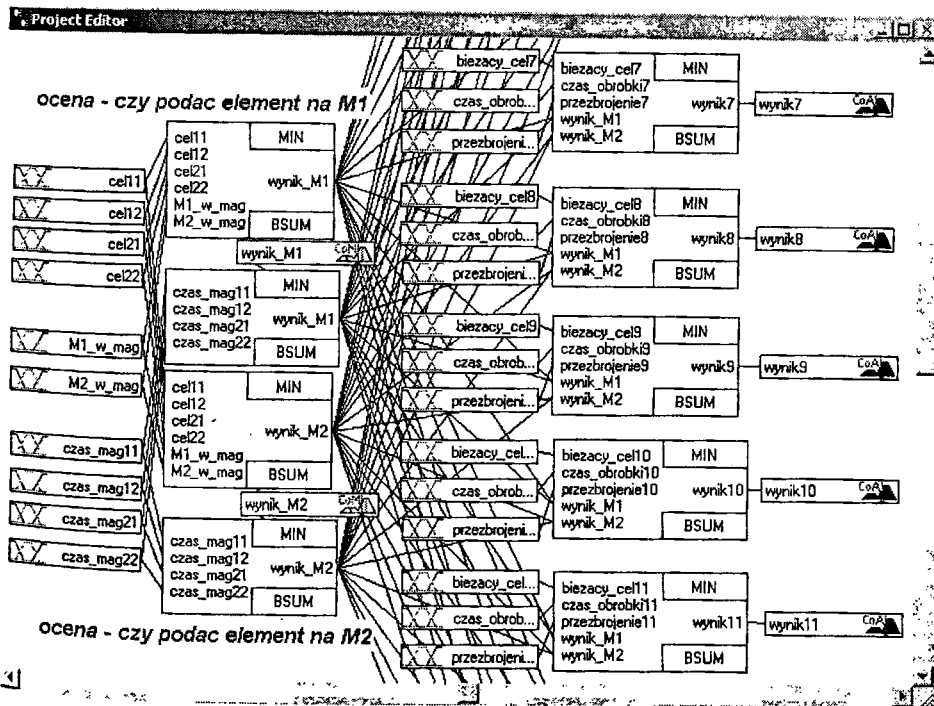 Project Editor
ocena - czy podac element na M1
cel11
cel12
cel21
cel22
M1_w_mag
M2_w_mag
czas_mag11
czas_mag12
czas_mag21
czas_mag22
cel11
cel12
cel21
cel22
M1_w_mag
M2_w_mag
MIN
wynik_M1
BSUM
wynik_M1
czas_mag11
czas_mag12
czas_mag21
czas_mag22
MIN
wynik_M1
BSUM
cel11
cel12
cel21
cel22
M1_w_mag
M2_w_mag
MIN
wynik_M2
BSUM
wynik_M2
czas_mag11
czas_mag12
czas_mag21
czas_mag22
MIN
wynik_M2
BSUM
ocena - czy podac element na M2
biezacy_cel7
czas_obrob...
przezbrojeni...
biezacy_cel7
czas_obrobki7
przezbrojenie7
wynik_M1
wynik_M2
MIN
wynik7
BSUM
wynik7
CoA
biezacy_cel8
czas_obrob...
przezbrojeni...
biezacy_cel8
czas_obrobki8
przezbrojenie8
wynik_M1
wynik_M2
MIN
wynik8
BSUM
wynik8
CoA
biezacy_cel9
czas_obrob...
przezbrojeni...
biezacy_cel9
czas_obrobki9
przezbrojenie9
wynik_M1
wynik_M2
MIN
wynik9
BSUM
wynik9
CoA
biezacy_cel...
czas_obrob...
przezbrojeni...
biezacy_cel10
czas_obrobki10
przezbrojenie10
wynik_M1
wynik_M2
MIN
wynik10
BSUM
wynik10
CoA
biezacy_cel...
czas_obrob...
przezbrojeni...
biezacy_cel11
czas_obrobki11
przezbrojenie11
wynik_M1
wynik_M2
MIN
wynik11
BSUM
wynik11
CoA